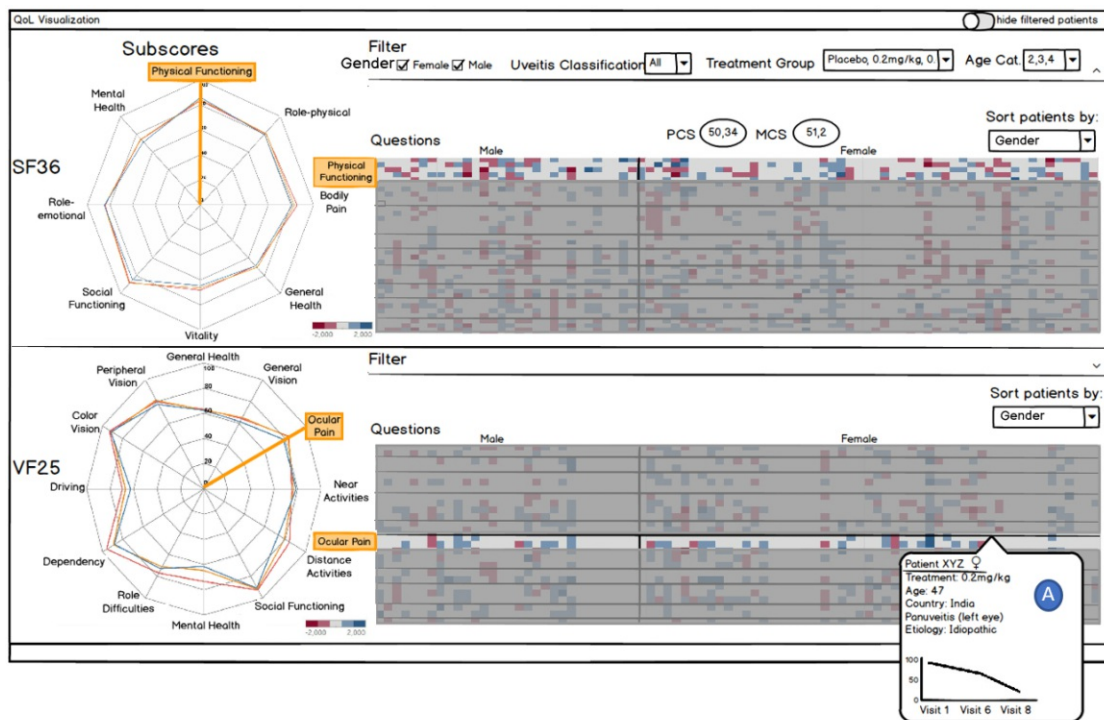 QoL Visualization
hide filtered patients
Subscores
Filter
Gender Female Male
Uveitis Classification All
Treatment Group Placebo, 0.2mg/kg, 0.
Age Cat. 2,3,4
SF36
Physical Functioning
Mental Health
Role-physical
Role-emotional
Bodily Pain
Social Functioning
General Health
Vitality
-2,000 2,000
Questions
PCS 50,34 MCS 51,2
Sort patients by:
Gender
Male
Female
Physical
Functioning
VF25
General Health
Peripheral Vision
General Vision
Color Vision
Ocular Pain
Driving
Near Activities
Dependency
Distance Activities
Role Difficulties
Social Functioning
Mental Health
100
80
60
40
20
0
-2,000 2,000
Filter
Sort patients by:
Gender
Questions
Male
Female
Ocular Pain
Patient XYZ ♀
Treatment: 0.2mg/kg
Age: 47
Country: India
Panuveitis (left eye)
Etiology: Idiopathic
A
100
50
0
Visit 1 Visit 6 Visit 8